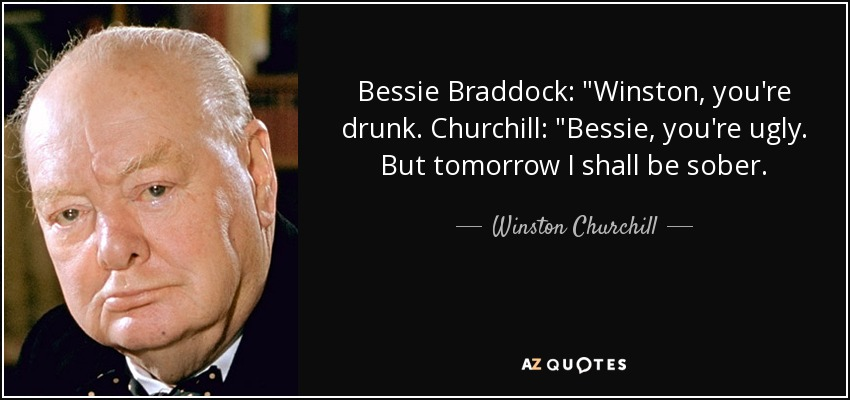 Bessie Braddock: "Winston, you're
drunk. Churchill: "Bessie, you're ugly.
But tomorrow I shall be sober.
— Winston Churchill —
AZ QUOTES